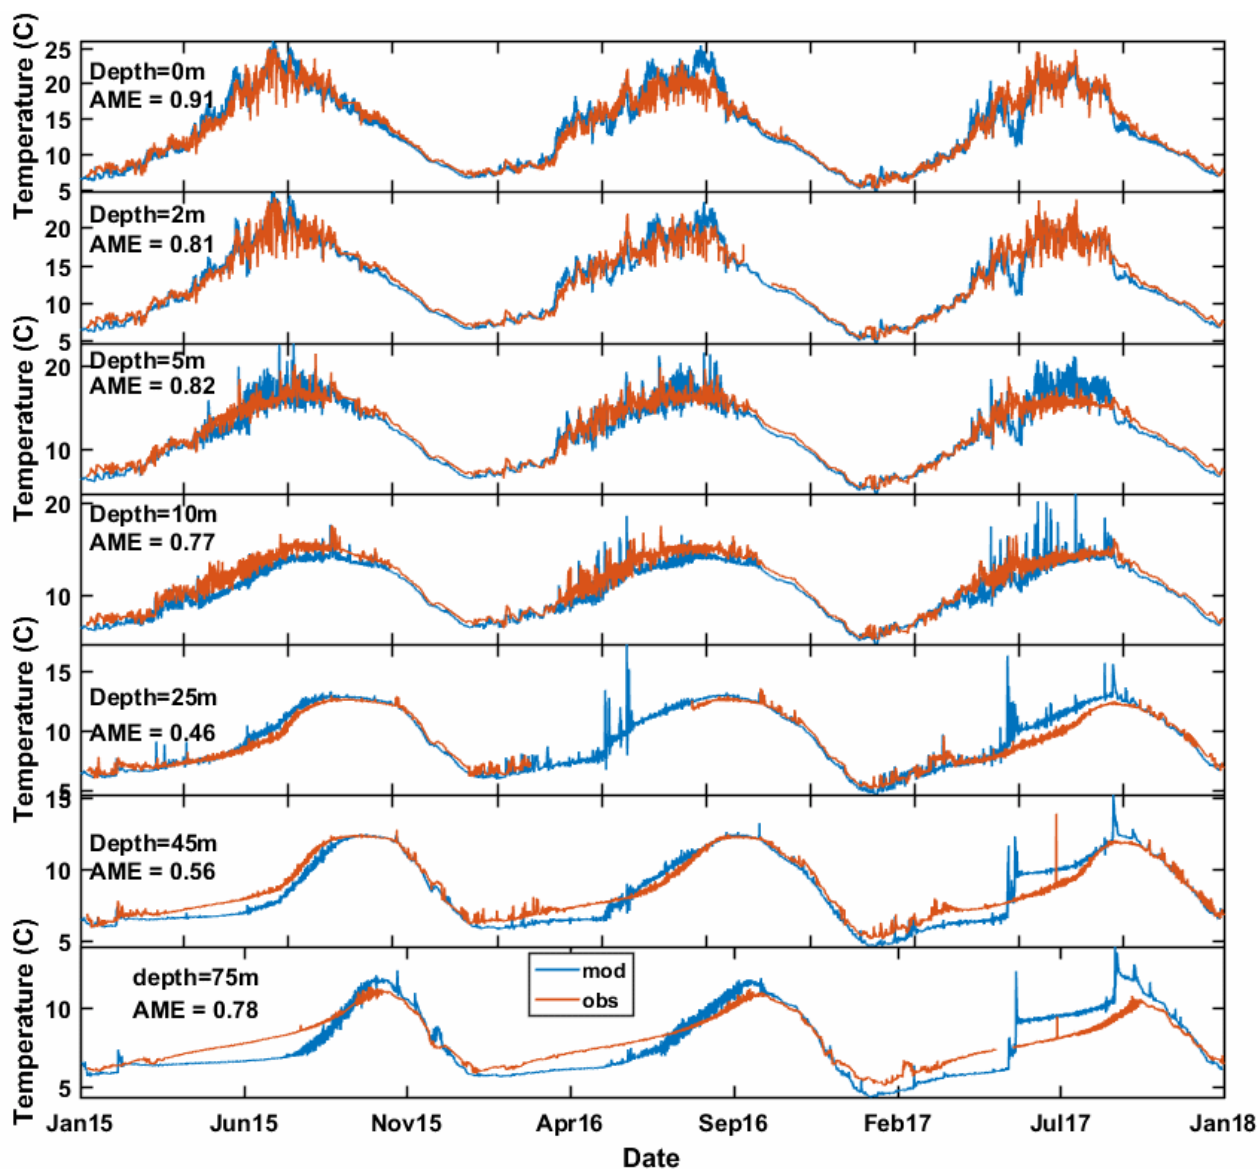 Temperature (C)
25
20
15
10
5
Depth=0m
AME = 0.91
20
15
10
5
Depth=2m
AME = 0.81
Temperature (C)
20
10
Depth=5m
AME = 0.82
20
10
Depth=10m
AME = 0.77
Temperature (C)
15
10
5
Depth=25m
AME = 0.46
15
10
5
Depth=45m
AME = 0.56
Temperature (C)
10
5
depth=75m
AME = 0.78
mod
obs
Jan15 Jun15 Nov15 Apr16 Sep16 Feb17 Jul17 Jan18
Date